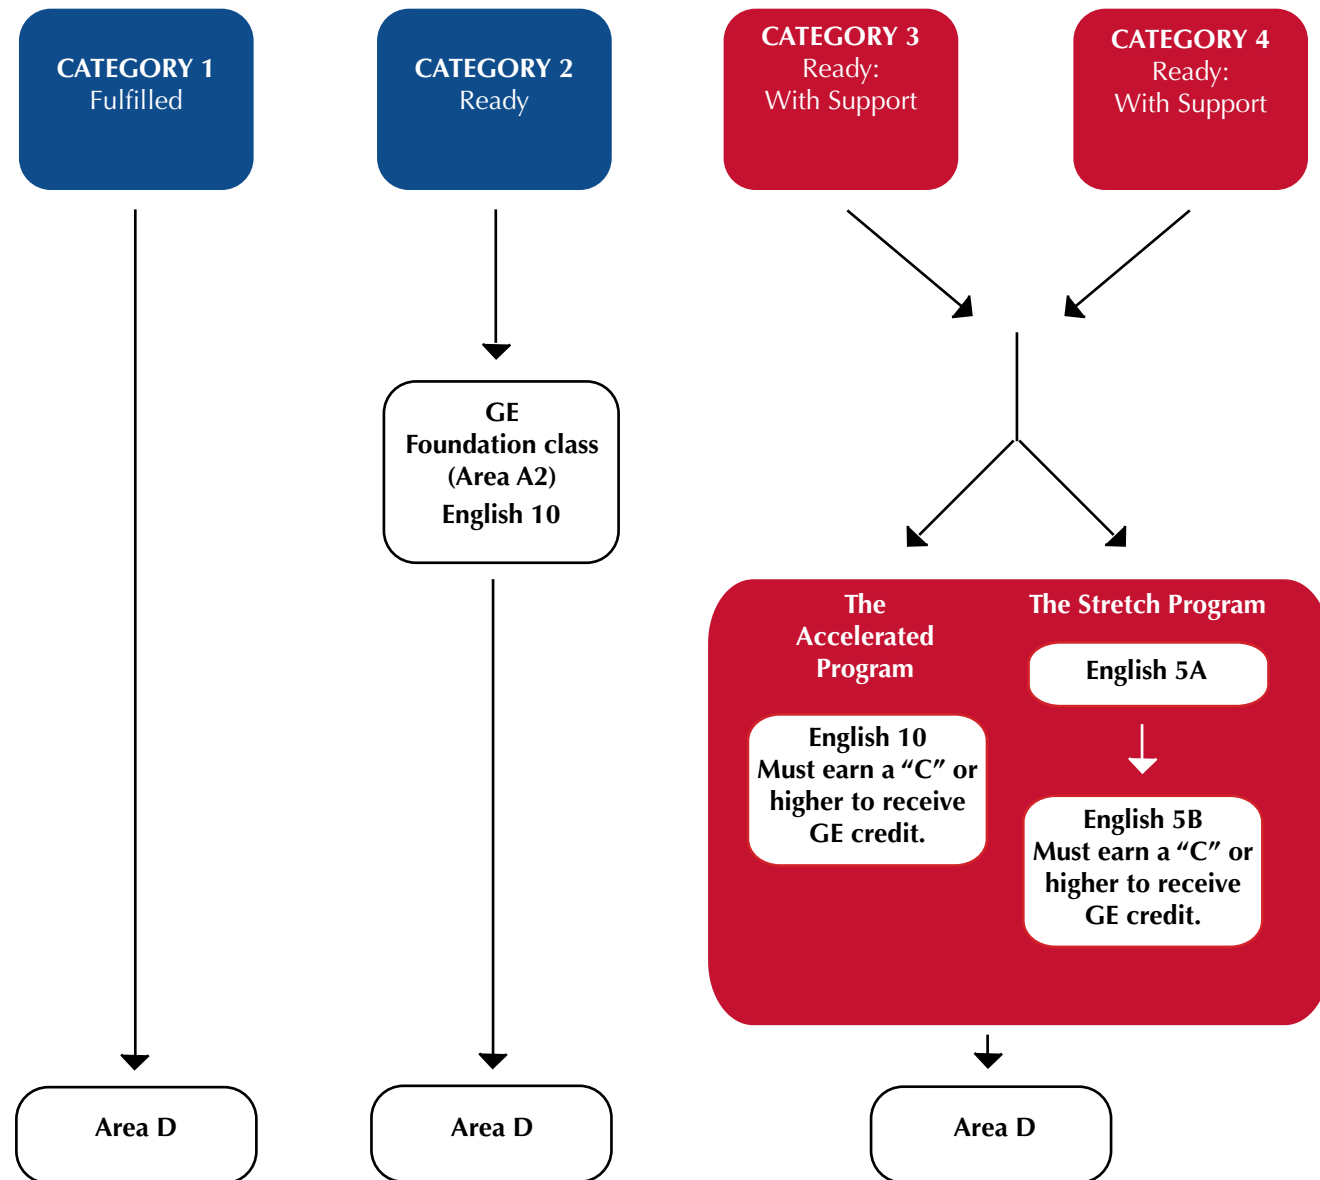 CATEGORY 1
Fulfilled
CATEGORY 2
Ready
CATEGORY 3
Ready:
With Support
CATEGORY 4
Ready:
With Support
GE
Foundation class
(Area A2)
English 10
The
Accelerated
Program
English 10
Must earn a “C” or
higher to receive
GE credit.
The Stretch Program
English 5A
English 5B
Must earn a “C” or
higher to receive
GE credit.
Area D
Area D
Area D